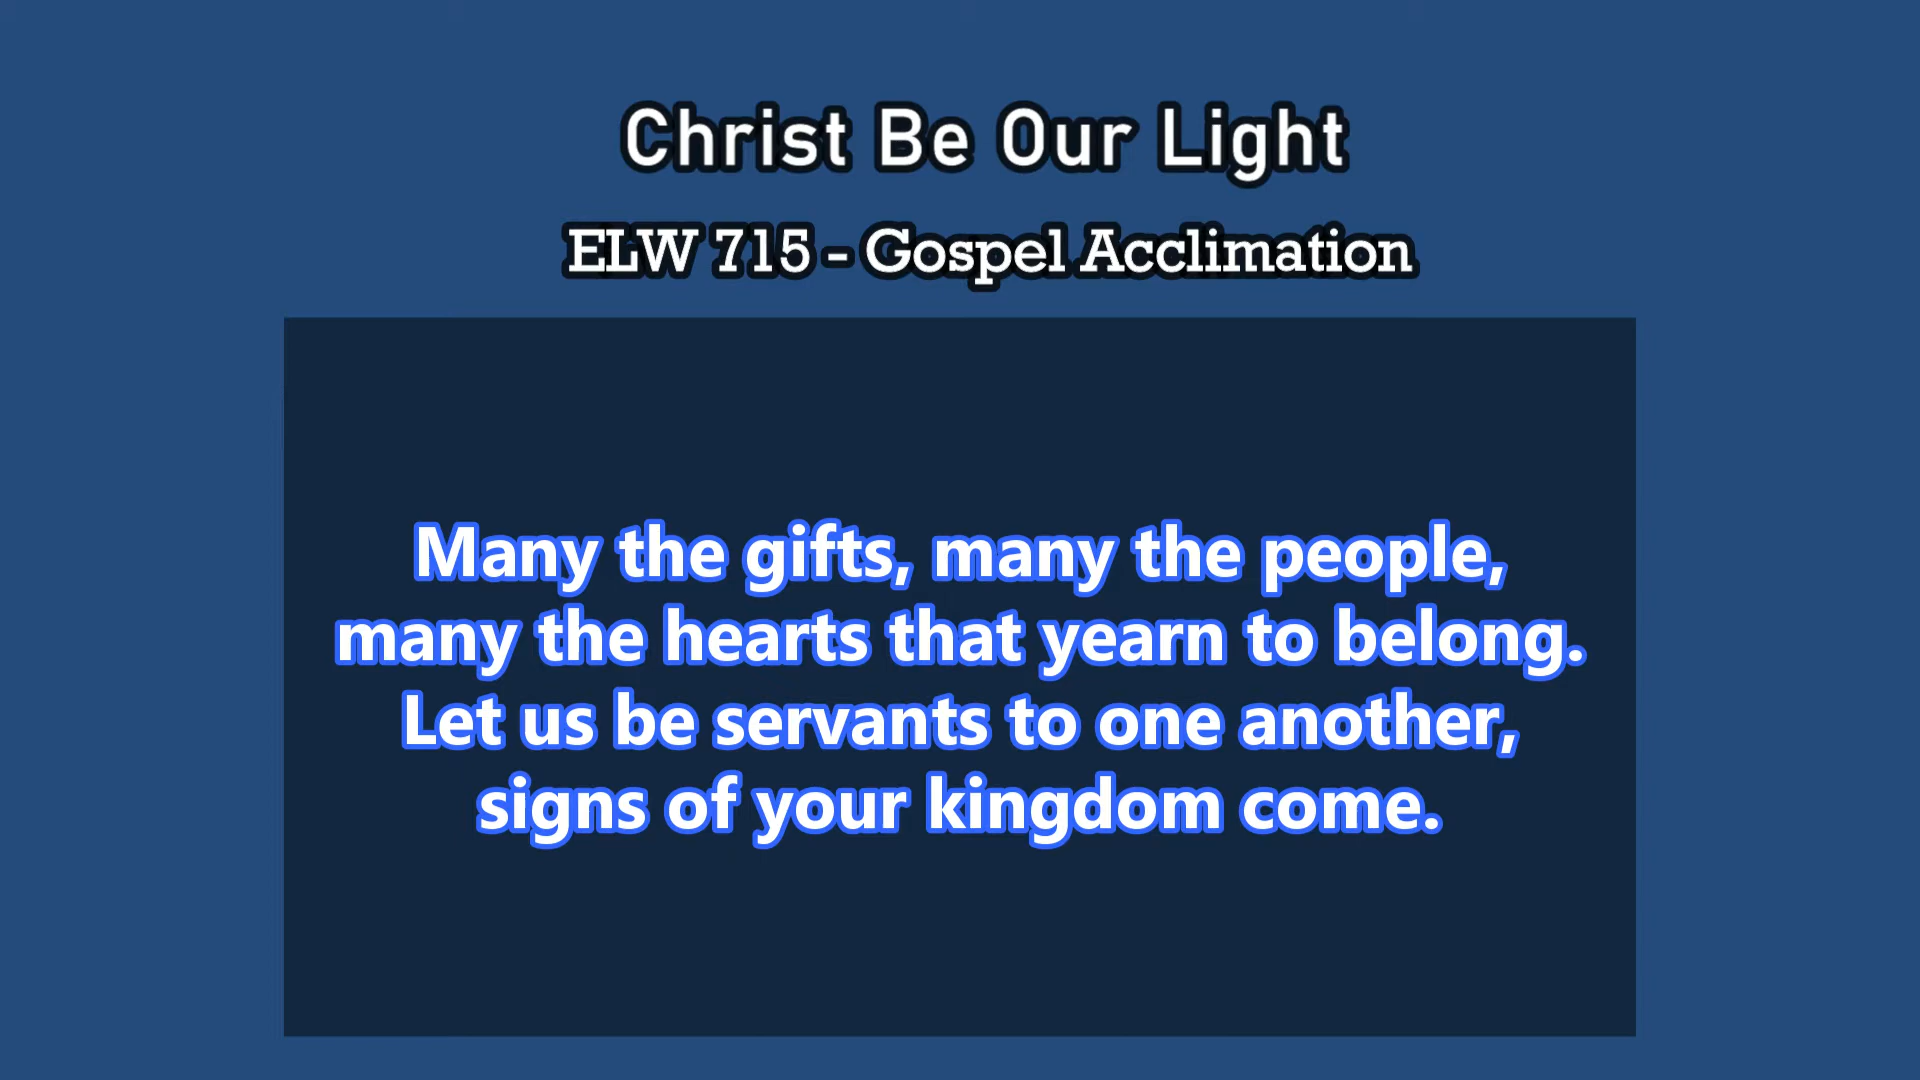 Christ Be Our Light
ELW 715 - Gospel Acclimation
Many the gifts, many the people,
many the hearts that yearn to belong.
Let us be servants to one another,
signs of your kingdom come.